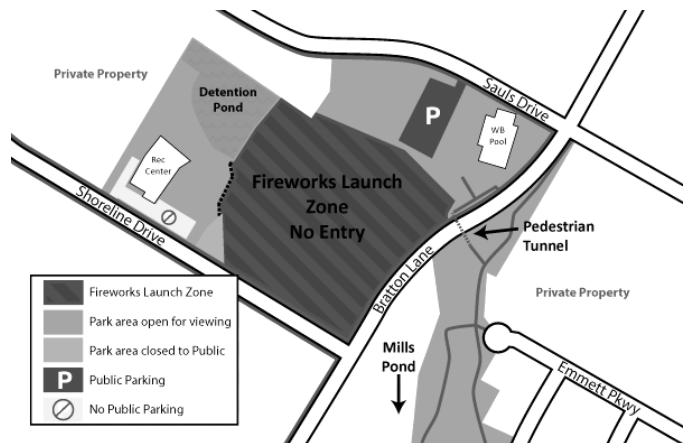 Private Property
Detention
Pond
Sauls Drive
P
WB
Pool
Rec
Center
Fireworks Launch
Zone
No Entry
Shoreline Drive
Pedestrian
Tunnel
Bratton Lane
Private Property
Fireworks Launch Zone
Park area open for viewing
Park area closed to Public
P
Public Parking
No Public Parking
Mills
Pond
Emmett Pkwy